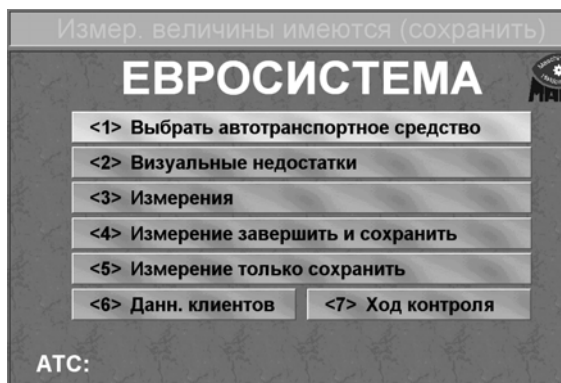 Измер. величины имеются (сохранить)
ЕВРОСИСТЕМА
<1> Выбрать автотранспортное средство
<2> Визуальные недостатки
<3> Измерения
<4> Измерение завершить и сохранить
<5> Измерение только сохранить
<6> Данн. клиентов <7> Ход контроля
АТС: